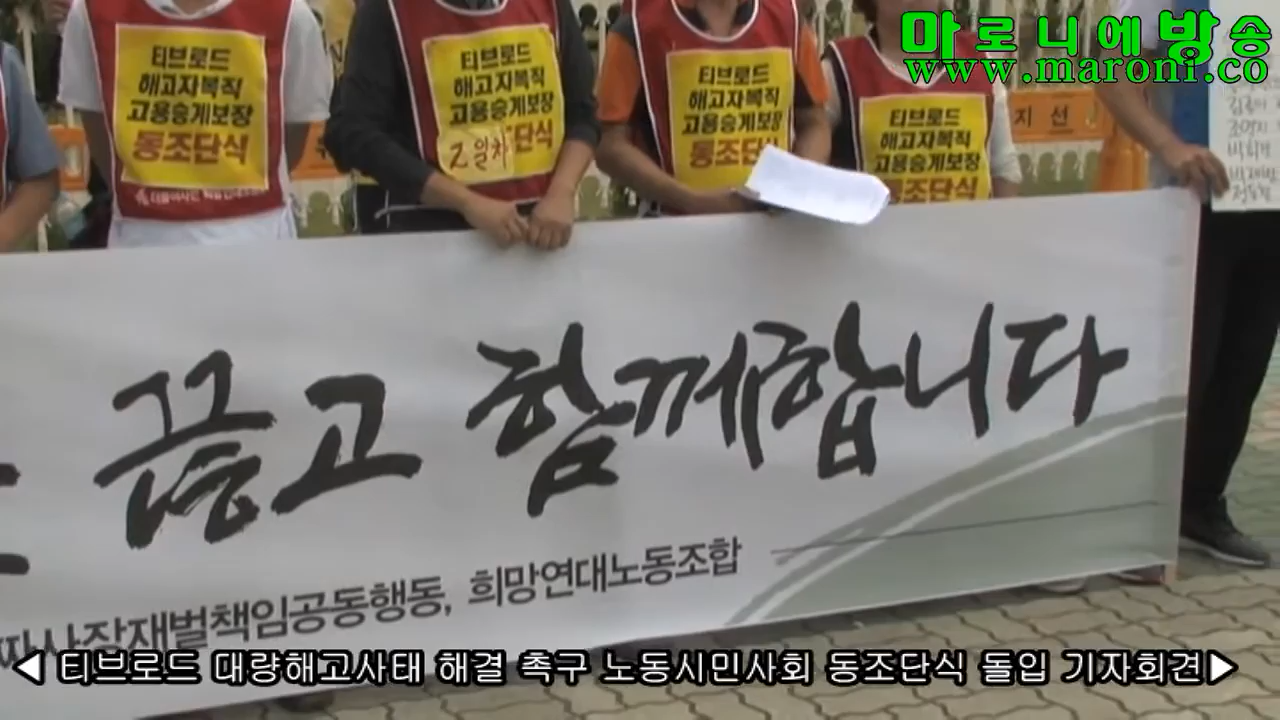 마로니에방송
www.maroni.co
티브로드
해고자복직
고용승계보장
동조단식
티브로드
해고자복직
고용승계보장
2일차
단식
티브로드
해고자복직
고용승계보장
동조단
티브로드
해고자복직
고용승계보장
동조단식
지선
끊고 함께합니다
짜사장재벌책임공동행동, 희망연대노동조합
◀ 티브로드 대량해고사태 해결 촉구 노동시민사회 동조단식 돌입 기자회견▶